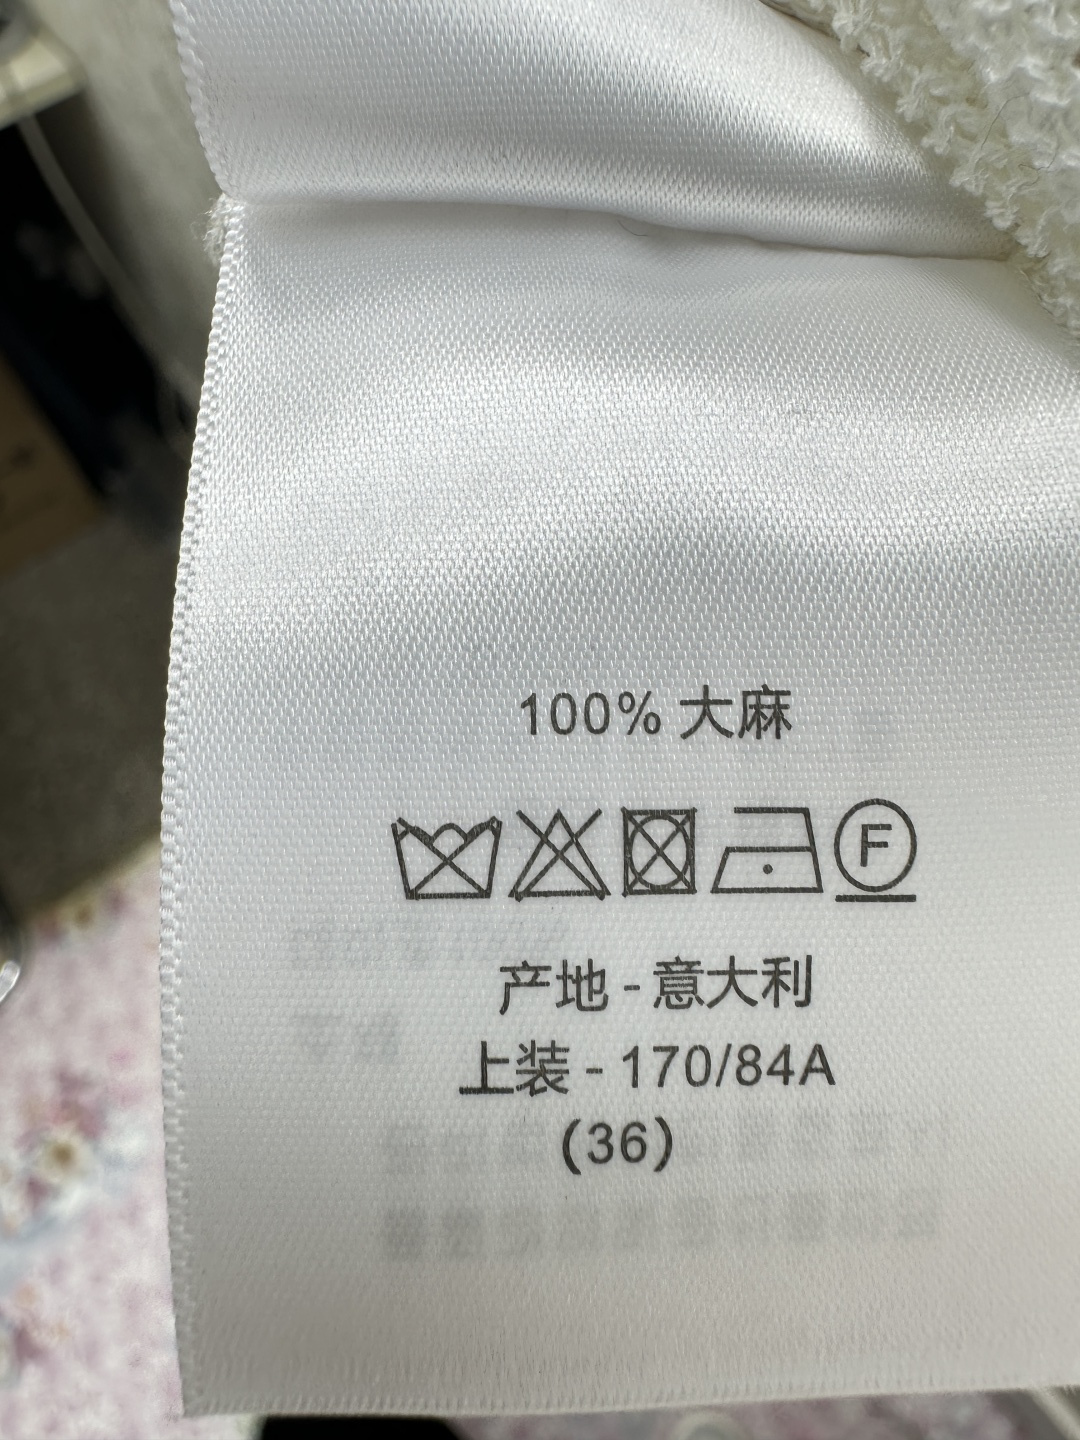 100% 大麻
F
产地 - 意大利
上装 - 170/84A
(36)